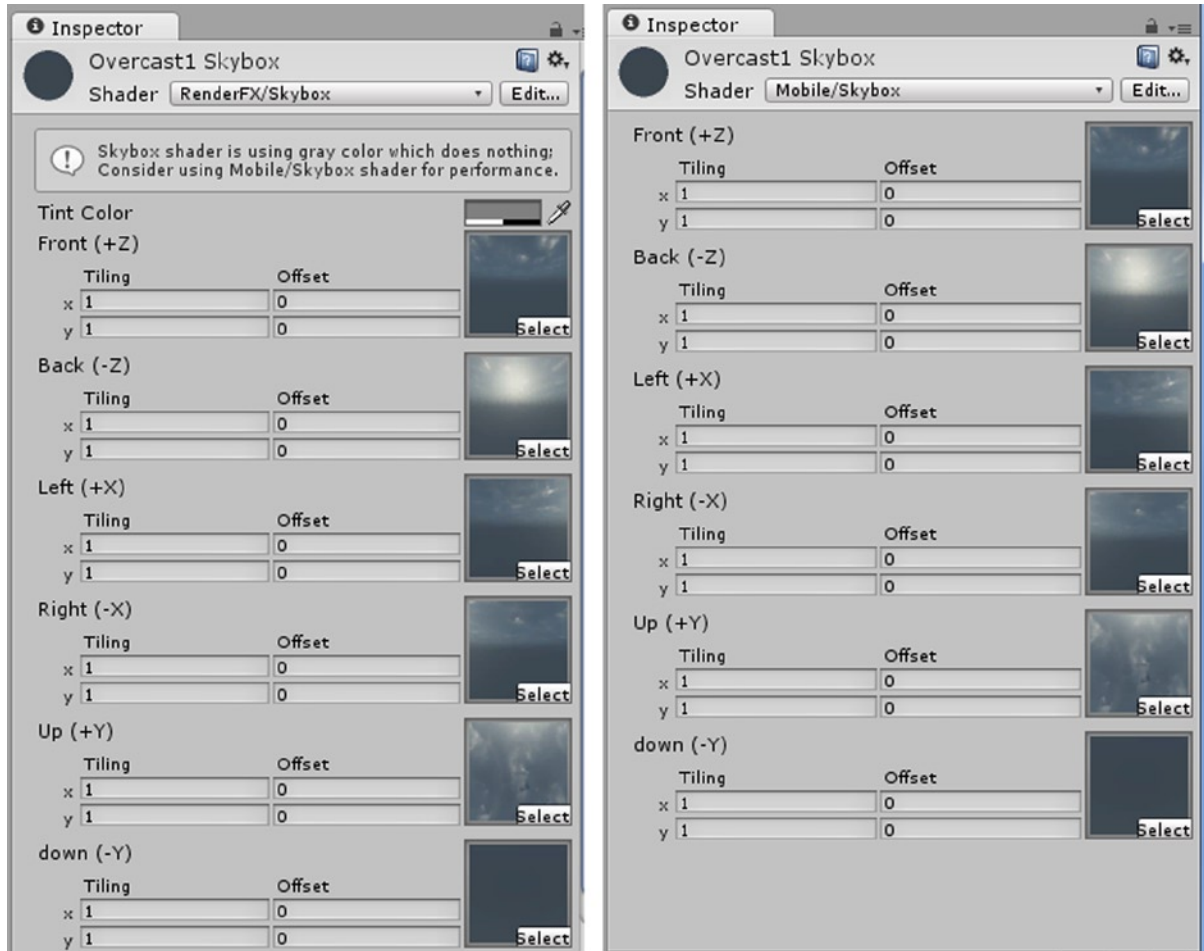 Inspector
Overcast1 Skybox
Shader RenderFX/Skybox Edit...
Skybox shader is using gray color which does nothing;
Consider using Mobile/Skybox shader for performance.
Tint Color
Front (+Z)
Tiling Offset
x 1 0
y 1 0
Select
Back (-Z)
Tiling Offset
x 1 0
y 1 0
Select
Left (+X)
Tiling Offset
x 1 0
y 1 0
Select
Right (-X)
Tiling Offset
x 1 0
y 1 0
Select
Up (+Y)
Tiling Offset
x 1 0
y 1 0
Select
down (-Y)
Tiling Offset
x 1 0
y 1 0
Select
Inspector
Overcast1 Skybox
Shader Mobile/Skybox Edit...
Front (+Z)
Tiling Offset
x 1 0
y 1 0
Select
Back (-Z)
Tiling Offset
x 1 0
y 1 0
Select
Left (+X)
Tiling Offset
x 1 0
y 1 0
Select
Right (-X)
Tiling Offset
x 1 0
y 1 0
Select
Up (+Y)
Tiling Offset
x 1 0
y 1 0
Select
down (-Y)
Tiling Offset
x 1 0
y 1 0
Select